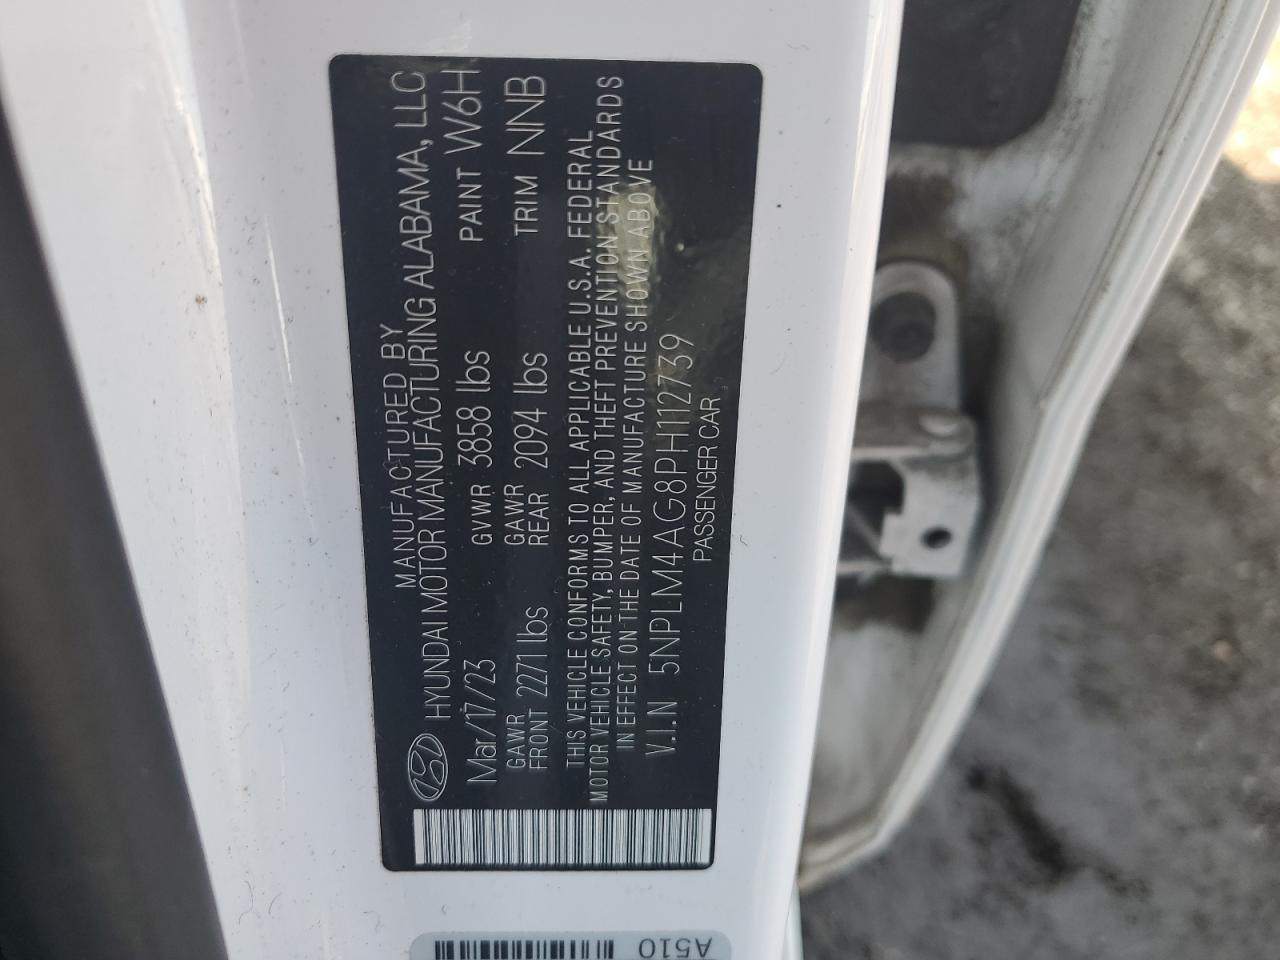 MANUFACTURED BY
HYUNDAI MOTOR MANUFACTURING ALABAMA, LLC
Mar/17/23 GVWR 3858 lbs PAINT W6H
GAWR FRONT 2271 lbs GAWR REAR 2094 lbs TRIM NNB
THIS VEHICLE CONFORMS TO ALL APPLICABLE U.S.A. FEDERAL
MOTOR VEHICLE SAFETY, BUMPER, AND THEFT PREVENTION STANDARDS
IN EFFECT ON THE DATE OF MANUFACTURE SHOWN ABOVE
V.I.N 5NPLM4AG8PH112739
PASSENGER CAR
A510